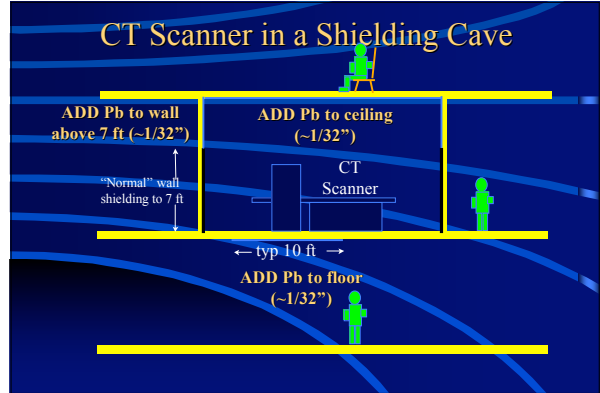 CT Scanner in a Shielding Cave
ADD Pb to wall
above 7 ft (~1/32”)
ADD Pb to ceiling
(~1/32”)
“Normal” wall
shielding to 7 ft
CT
Scanner
typ 10 ft
ADD Pb to floor
(~1/32”)